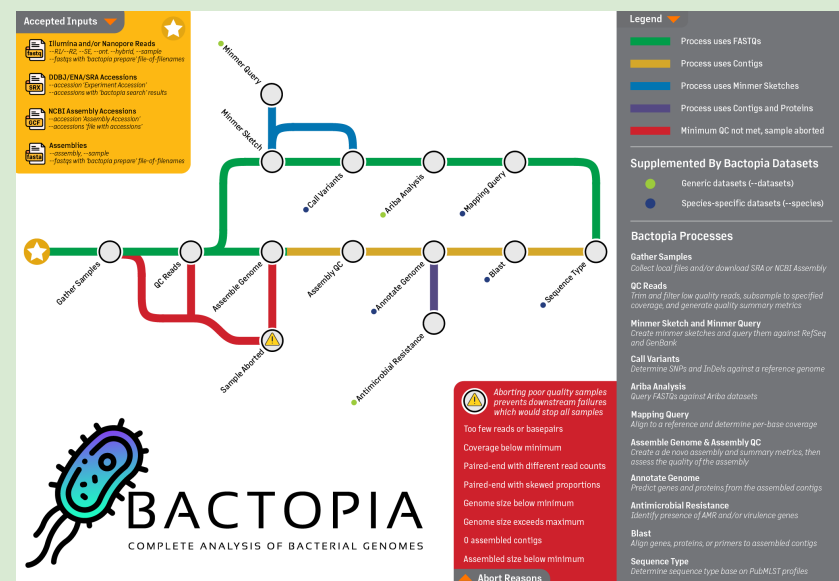 Accepted Inputs
Illumina and/or Nanopore Reads
--R1/--R2, --SE, --ont. --hybrid, --sample
--fastqs with 'bactopia prepare' file-of-filenames
fastq
DDBJ/ENA/SRA Accessions
--accession 'Experiment Accession'
--accessions with 'bactopia search' results
SRX
NCBI Assembly Accessions
--accession 'Assembly Accession'
--accessions 'file with accessions'
GCF
Assemblies
--assembly, --sample
--fastqs with 'bactopia prepare' file-of-filenames
fasta
Minmer Query
Minmer Sketch
Call Variants
Ariba Analysis
Mapping Query
Gather Samples
QC Reads
Assemble Genome
Assembly QC
Annotate Genome
Blast
Sequence Type
Sample Aborted
Antimicrobial Resistance
BACTOPIA
COMPLETE ANALYSIS OF BACTERIAL GENOMES
Aborting poor quality samples
prevents downstream failures
which would stop all samples
Too few reads or basepairs
Coverage below minimum
Paired-end with different read counts
Paired-end with skewed proportions
Genome size below minimum
Genome size exceeds maximum
0 assembled contigs
Assembled size below minimum
Abort Reasons
Legend
Process uses FASTQs
Process uses Contigs
Process uses Minmer Sketches
Process uses Contigs and Proteins
Minimum QC not met, sample aborted
Supplemented By Bactopia Datasets
Generic datasets (--datasets)
Species-specific datasets (--species)
Bactopia Processes
Gather Samples
Collect local files and/or download SRA or NCBI Assembly
QC Reads
Trim and filter low quality reads, subsample to specified
coverage, and generate quality summary metrics
Minmer Sketch and Minmer Query
Create minmer sketches and query them against RefSeq
and GenBank
Call Variants
Determine SNPs and InDels against a reference genome
Ariba Analysis
Query FASTQs against Ariba datasets
Mapping Query
Align to a reference and determine per-base coverage
Assemble Genome & Assembly QC
Create a de novo assembly and summary metrics, then
assess the quality of the assembly
Annotate Genome
Predict genes and proteins from the assembled contigs
Antimicrobial Resistance
Identify presence of AMR and/or virulence genes
Blast
Align genes, proteins, or primers to assembled contigs
Sequence Type
Determine sequence type base on PubMLST profiles